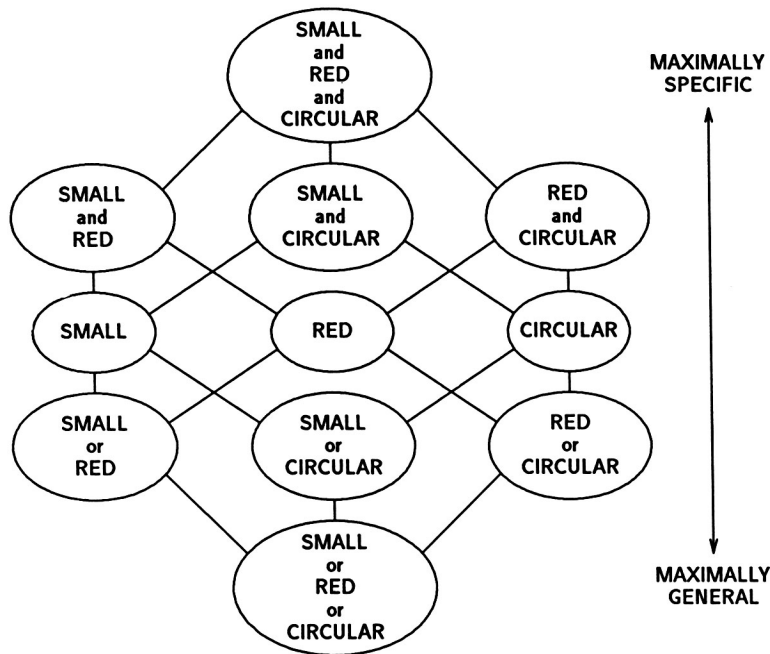 SMALL
and
RED
and
CIRCULAR
MAXIMALLY
SPECIFIC
SMALL
and
RED
SMALL
and
CIRCULAR
RED
and
CIRCULAR
SMALL
RED
CIRCULAR
SMALL
or
RED
SMALL
or
CIRCULAR
RED
or
CIRCULAR
SMALL
or
RED
or
CIRCULAR
MAXIMALLY
GENERAL